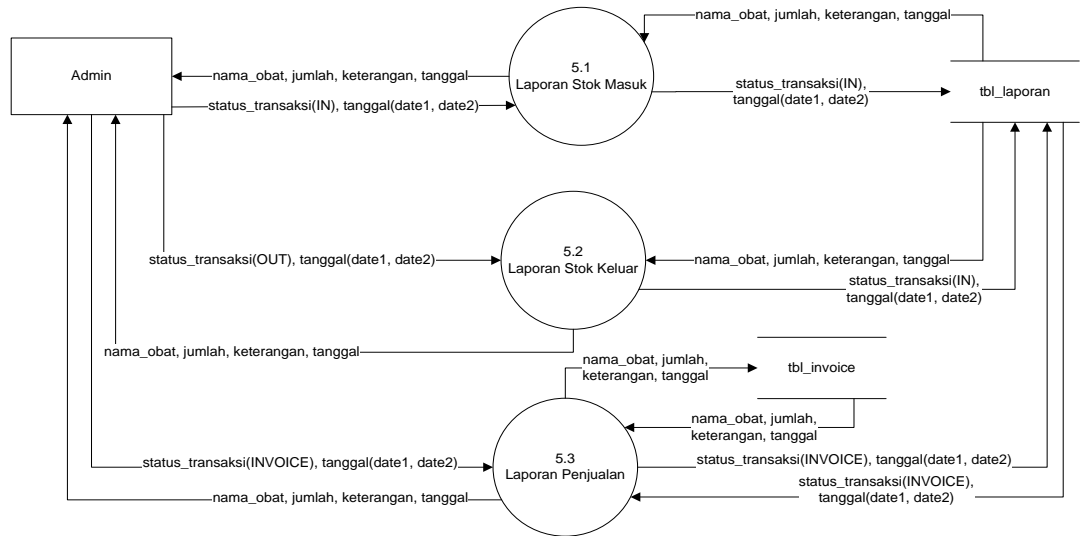 nama_obat, jumlah, keterangan, tanggal
5.1
Laporan Stok Masuk
Admin
nama_obat, jumlah, keterangan, tanggal
status_transaksi(IN),
tanggal(date1, date2)
tbl_laporan
status_transaksi(IN), tanggal(date1, date2)
5.2
Laporan Stok Keluar
status_transaksi(OUT), tanggal(date1, date2)
nama_obat, jumlah, keterangan, tanggal
status_transaksi(IN),
tanggal(date1, date2)
nama_obat, jumlah, keterangan, tanggal
nama_obat, jumlah,
keterangan, tanggal
tbl_invoice
nama_obat, jumlah,
keterangan, tanggal
5.3
Laporan Penjualan
status_transaksi(INVOICE), tanggal(date1, date2)
status_transaksi(INVOICE), tanggal(date1, date2)
nama_obat, jumlah, keterangan, tanggal
status_transaksi(INVOICE),
tanggal(date1, date2)